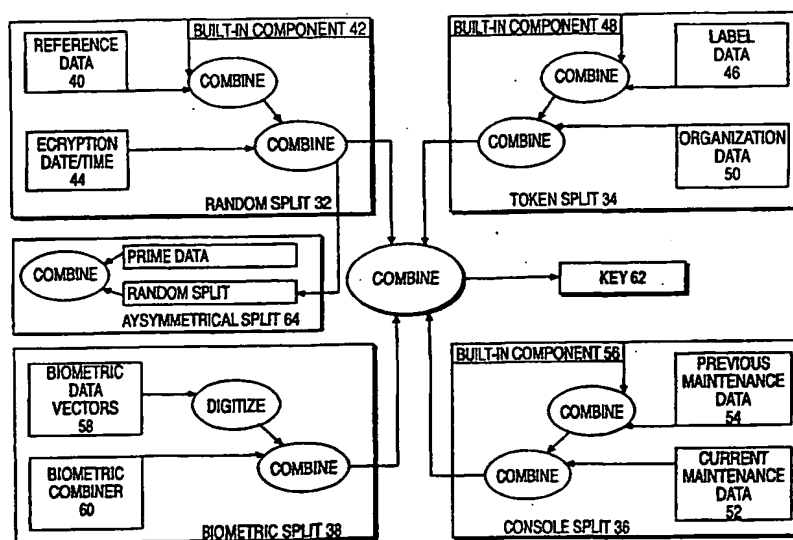 BUILT-IN COMPONENT 42
REFERENCE
DATA
40
COMBINE
ECRYPTION
DATE/TIME
44
COMBINE
RANDOM SPLIT 32
BUILT-IN COMPONENT 48
LABEL
DATA
46
COMBINE
COMBINE
ORGANIZATION
DATA
50
TOKEN SPLIT 34
COMBINE
PRIME DATA
RANDOM SPLIT
AYSYMMETRICAL SPLIT 64
COMBINE
KEY 62
BIOMETRIC
DATA
VECTORS
58
DIGITIZE
BIOMETRIC
COMBINER
60
COMBINE
BIOMETRIC SPLIT 38
BUILT-IN COMPONENT 56
PREVIOUS
MAINTENANCE
DATA
54
COMBINE
COMBINE
CURRENT
MAINTENANCE
DATA
52
CONSOLE SPLIT 36